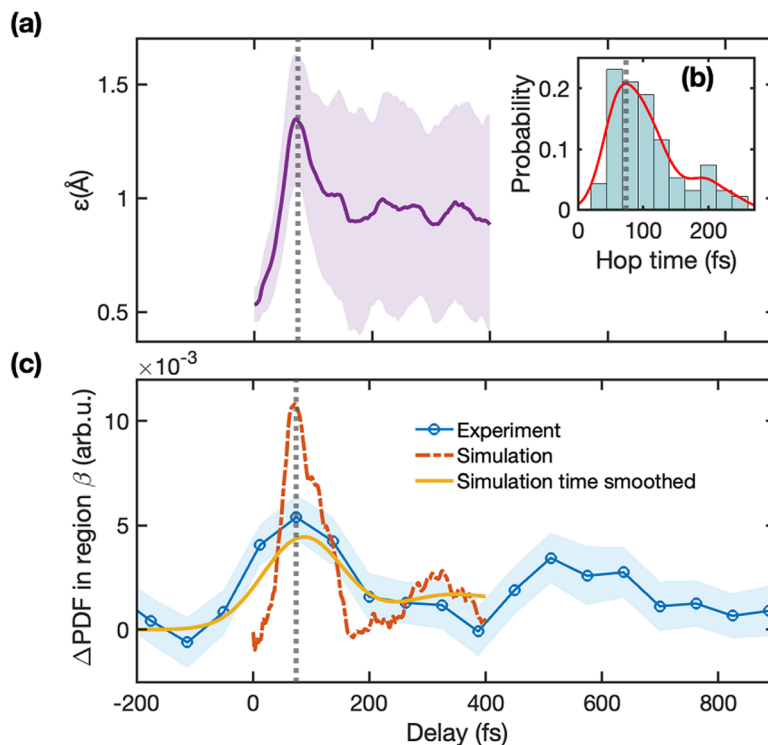 (a)
1.5
1
0.5
ε(Å)
(b)
0.2
0.1
0
Probability
0 100 200
Hop time (fs)
(c)
×10⁻³
10
5
0
ΔPDF in region β (arb.u.)
Experiment
Simulation
Simulation time smoothed
-200 0 200 400 600 800
Delay (fs)